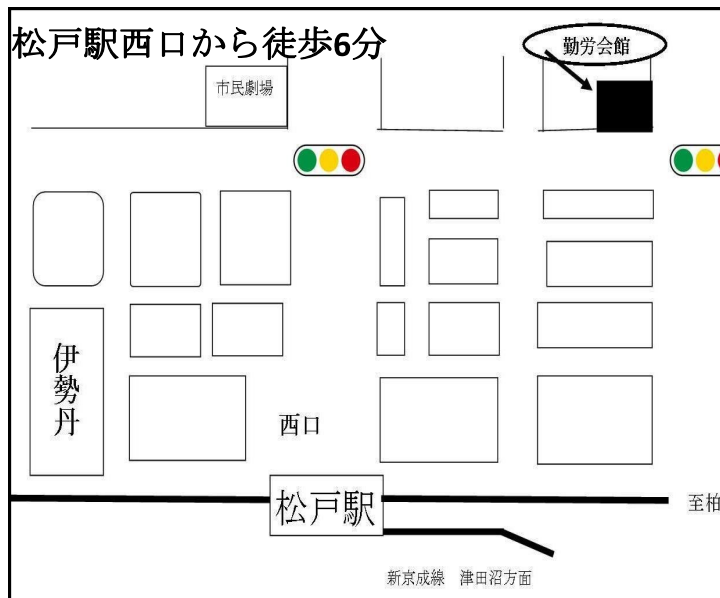 松戸駅西口から徒歩6分
勤労会館
市民劇場
伊勢丹
西口
松戸駅
至柏
新京成線 津田沼方面